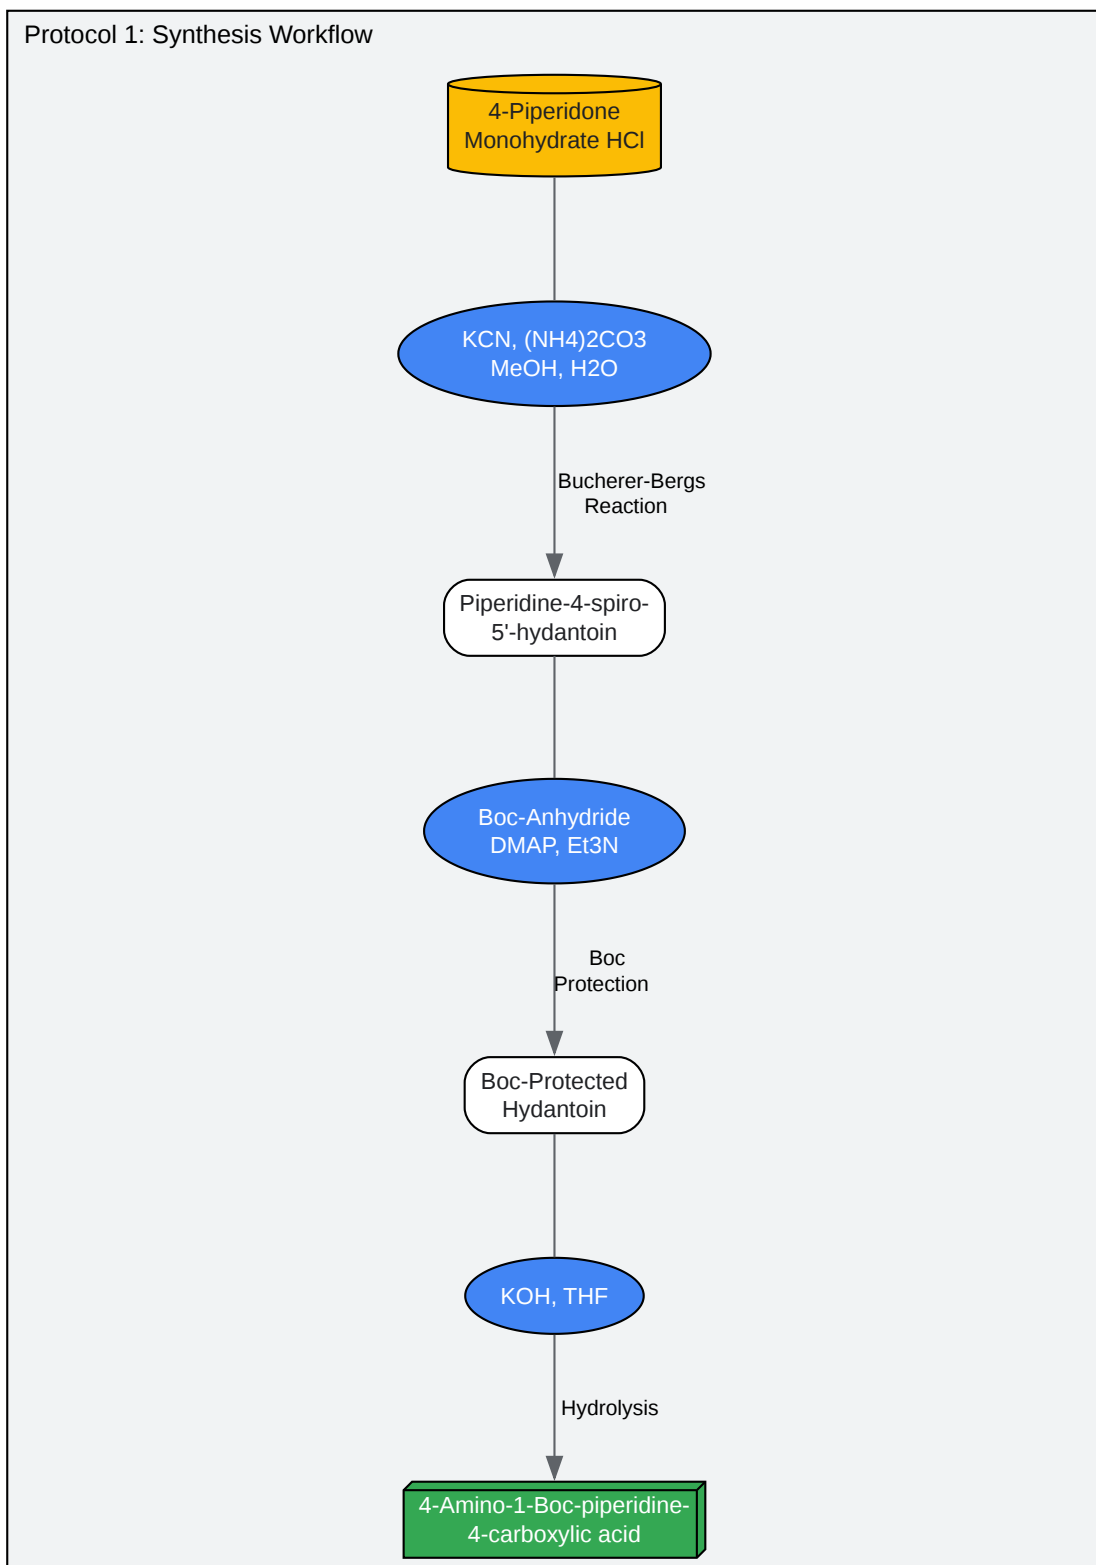 Protocol 1: Synthesis Workflow
4-Piperidone
Monohydrate HCl
KCN, (NH4)2CO3
MeOH, H2O
Bucherer-Bergs
Reaction
Piperidine-4-spiro-
5'-hydantoin
Boc-Anhydride
DMAP, Et3N
Boc
Protection
Boc-Protected
Hydantoin
KOH, THF
Hydrolysis
4-Amino-1-Boc-piperidine-
4-carboxylic acid